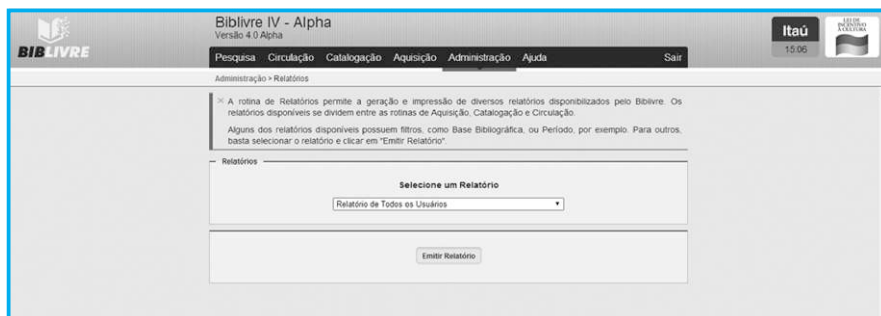 Biblivre IV - Alpha
Versão 4.0 Alpha
BIBLIVRE
Itaú
15:06
LEI DE
INCENTIVO
À CULTURA
Pesquisa Circulação Catalogação Aquisição Administração Ajuda Sair
Administração > Relatórios
× A rotina de Relatórios permite a geração e impressão de diversos relatórios disponibilizados pelo Biblivre. Os
relatórios disponíveis se dividem entre as rotinas de Aquisição, Catalogação e Circulação.
Alguns dos relatórios disponíveis possuem filtros, como Base Bibliográfica, ou Período, por exemplo. Para outros,
basta selecionar o relatório e clicar em "Emitir Relatório".
Relatórios
Selecione um Relatório
Relatório de Todos os Usuários
Emitir Relatório